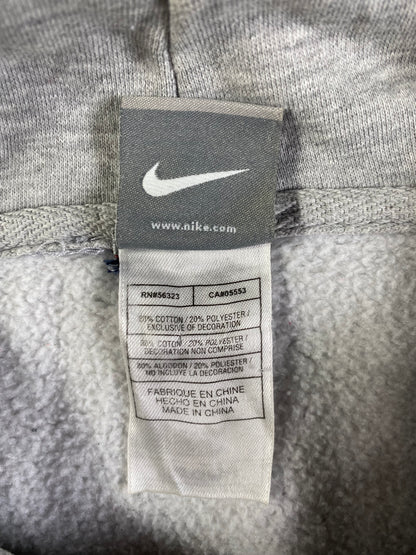 www.nike.com
RN#56323 CA#05553
80% COTTON / 20% POLYESTER /
EXCLUSIVE OF DECORATION
80% COTON / 20% POLYESTER /
DECORATION NON COMPRISE
80% ALGODON / 20% POLIESTER /
NO INCLUYE LA DECORACION
FABRIQUE EN CHINE
HECHO EN CHINA
MADE IN CHINA